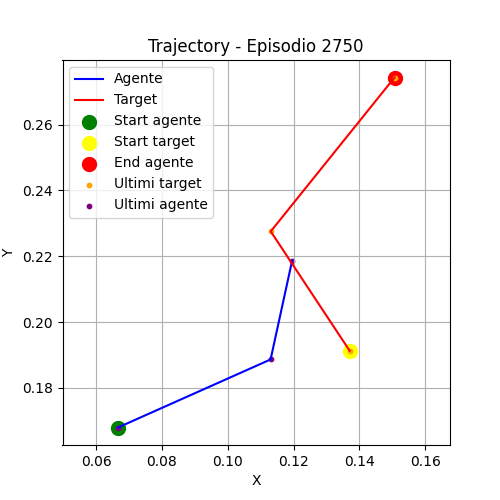 Trajectory - Episodio 2750
Agente
Target
Start agente
Start target
End agente
Ultimi target
Ultimi agente
0.26
0.24
0.22
0.20
0.18
Y
0.06 0.08 0.10 0.12 0.14 0.16
X